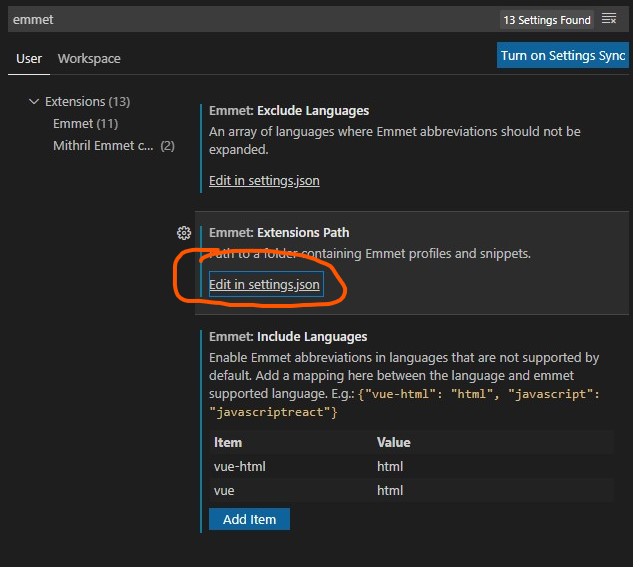 emmet
13 Settings Found
User
Workspace
Turn on Settings Sync
Extensions (13)
Emmet (11)
Mithril Emmet c... (2)
Emmet: Exclude Languages
An array of languages where Emmet abbreviations should not be
expanded.
Edit in settings.json
Emmet: Extensions Path
Path to a folder containing Emmet profiles and snippets.
Edit in settings.json
Emmet: Include Languages
Enable Emmet abbreviations in languages that are not supported by
default. Add a mapping here between the language and emmet
supported language. E.g.: {"vue-html": "html", "javascript":
"javascriptreact"}
Item Value
vue-html html
vue html
Add Item